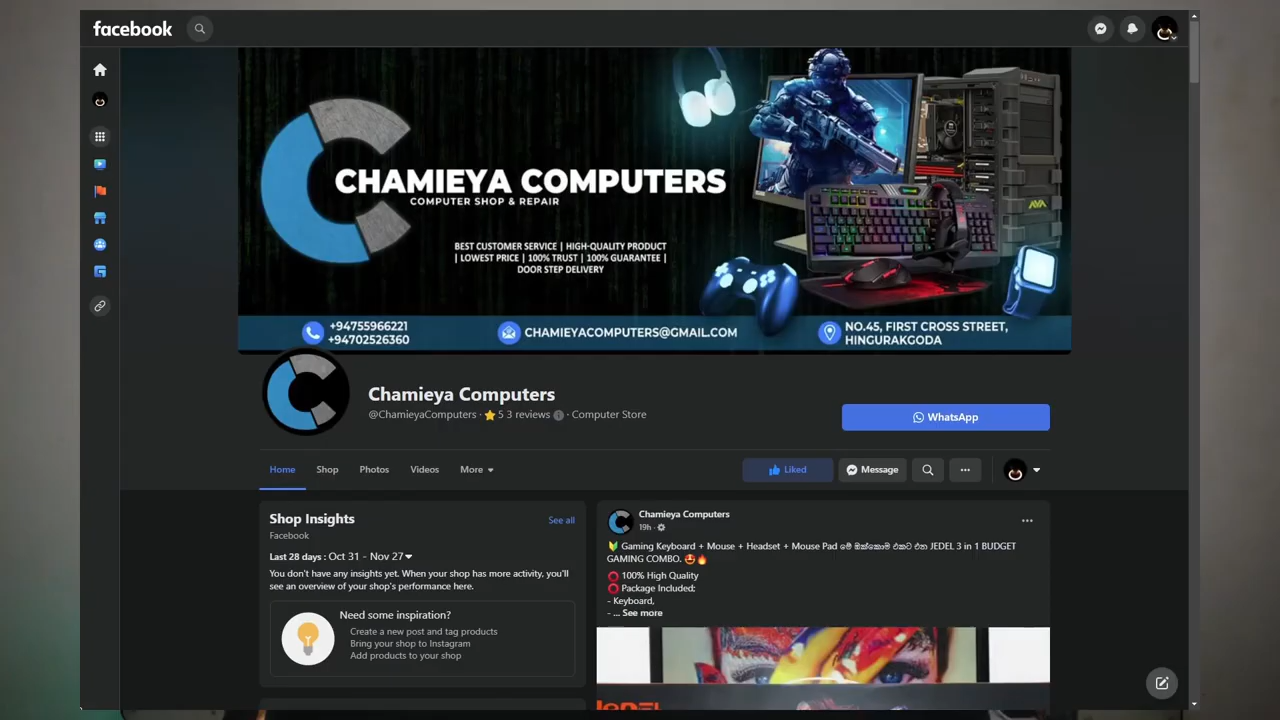 facebook
CHAMIEYA COMPUTERS
COMPUTER SHOP & REPAIR
BEST CUSTOMER SERVICE | HIGH-QUALITY PRODUCT
| LOWEST PRICE | 100% TRUST | 100% GUARANTEE |
DOOR STEP DELIVERY
AVA
+94755966221
+94702526360
CHAMIEYACOMPUTERS@GMAIL.COM
NO.45, FIRST CROSS STREET,
HINGURAKGODA
Chamieya Computers
@ChamieyaComputers · 5 3 reviews · Computer Store
WhatsApp
Home Shop Photos Videos More
Liked Message
Shop Insights See all
Facebook
Last 28 days : Oct 31 - Nov 27
You don't have any insights yet. When your shop has more activity, you'll
see an overview of your shop's performance here.
Need some inspiration?
Create a new post and tag products
Bring your shop to Instagram
Add products to your shop
Chamieya Computers
19h ·
Gaming Keyboard + Mouse + Headset + Mouse Pad මේ ඔක්කොම එකට එන JEDEL 3 in 1 BUDGET
GAMING COMBO.
100% High Quality
Package Included;
- Keyboard,
- ... See more